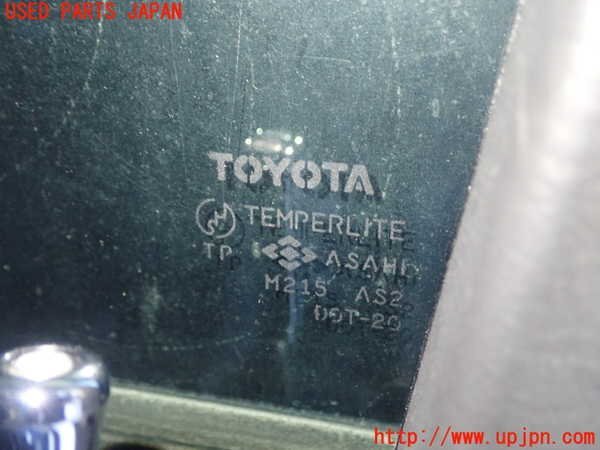 USED PARTS JAPAN
TOYOTA
TEMPERLITE
TP ASAHI
M215 AS2
DOT-20
http://www.upjpn.com/